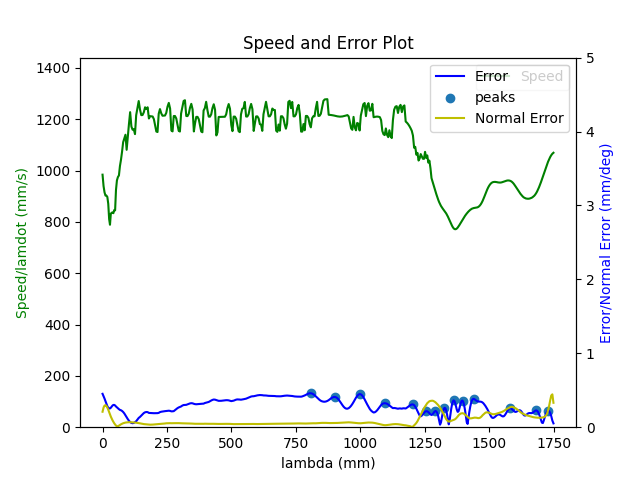 Speed and Error Plot
1400
1200
1000
800
600
400
200
0
Speed/lamdot (mm/s)
0
250
500
750
1000
1250
1500
1750
lambda (mm)
5
4
3
2
1
0
Error/Normal Error (mm/deg)
Speed
Error
peaks
Normal Error